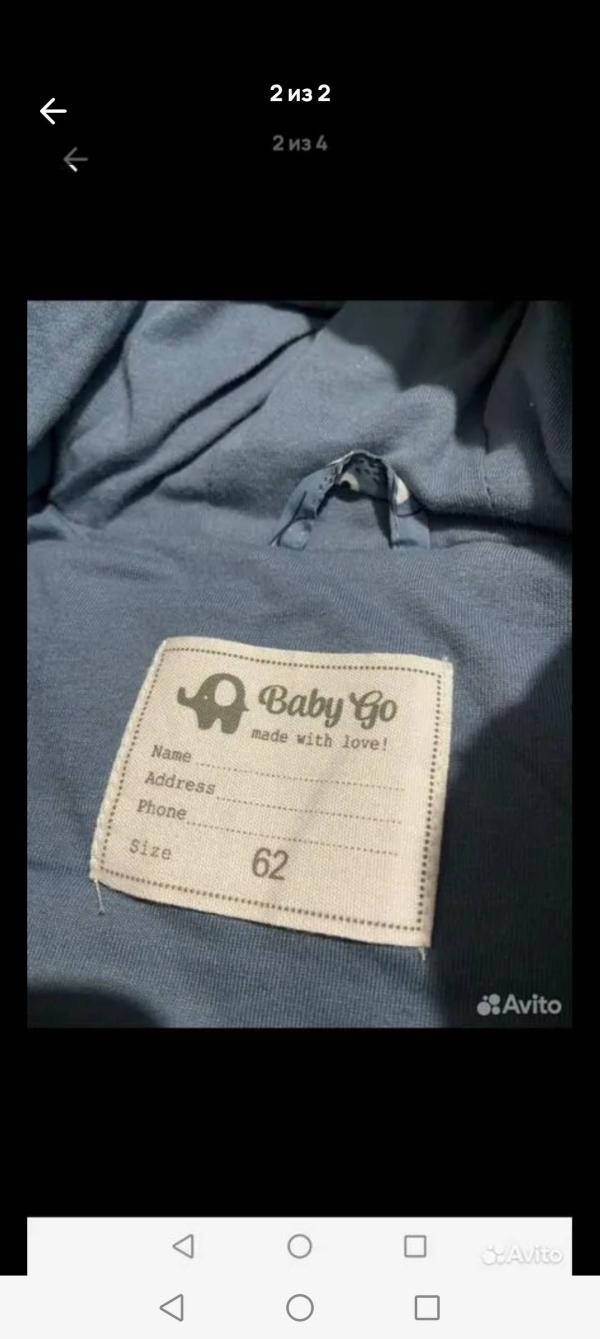 2 из 2
2 из 4
Baby Go
made with love!
Name
Address
Phone
Size 62
Avito
Avito